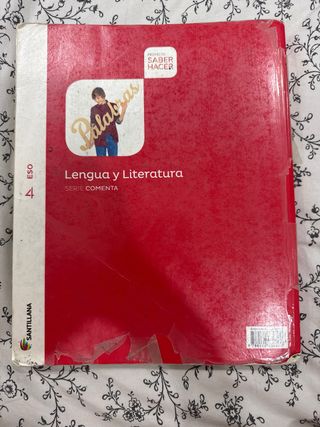 PROYECTO
SABER
HACER
Palabras
Lengua y Literatura
SERIE COMENTA
4 ESO
SANTILLANA